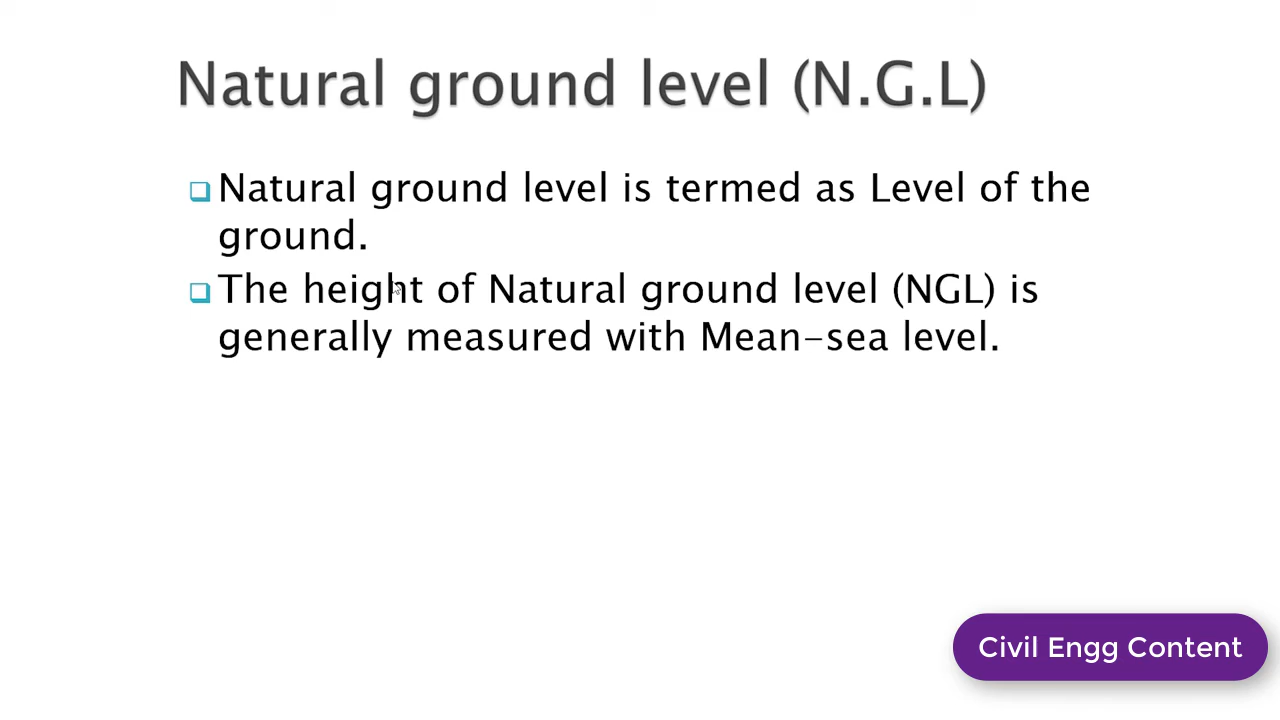 Natural ground level (N.G.L)
Natural ground level is termed as Level of the
ground.
The height of Natural ground level (NGL) is
generally measured with Mean-sea level.
Civil Engg Content